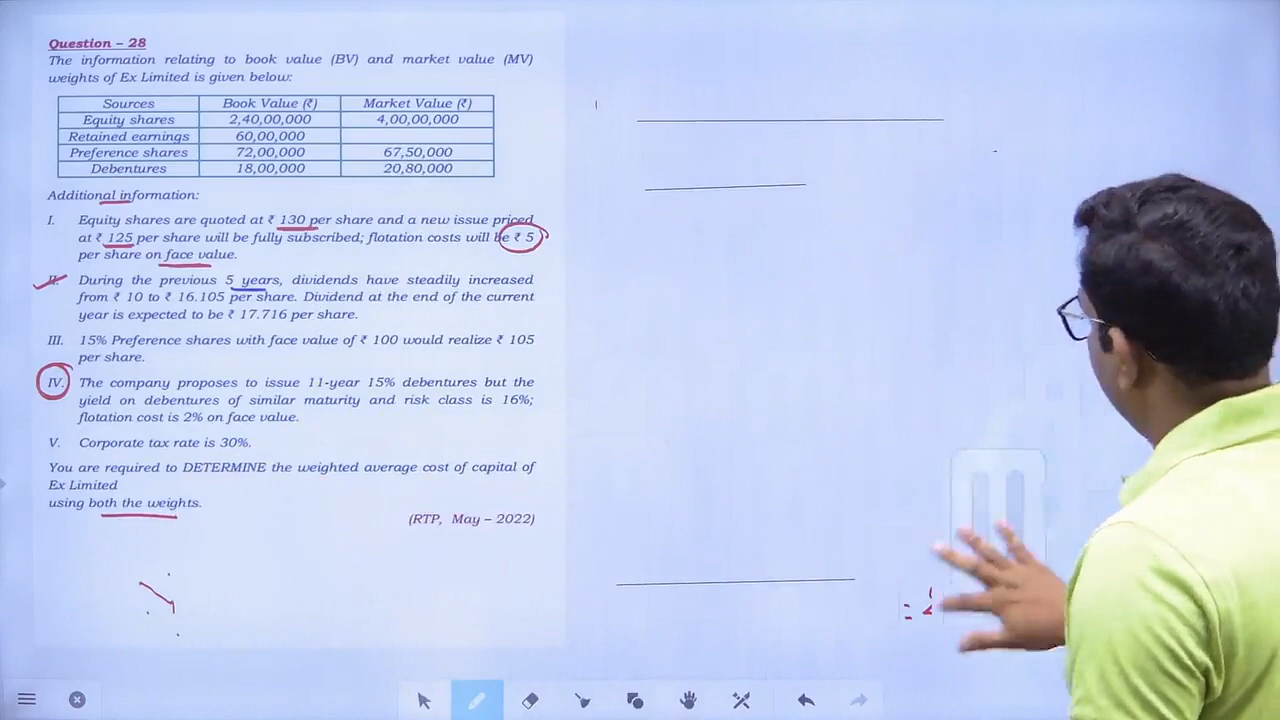 Question – 28
The information relating to book value (BV) and market value (MV)
weights of Ex Limited is given below:
Sources Book Value (₹) Market Value (₹)
Equity shares 2,40,00,000 4,00,00,000
Retained earnings 60,00,000
Preference shares 72,00,000 67,50,000
Debentures 18,00,000 20,80,000
Additional information:
I. Equity shares are quoted at ₹ 130 per share and a new issue priced
at ₹ 125 per share will be fully subscribed; flotation costs will be ₹ 5
per share on face value.
II. During the previous 5 years, dividends have steadily increased
from ₹ 10 to ₹ 16.105 per share. Dividend at the end of the current
year is expected to be ₹ 17.716 per share.
III. 15% Preference shares with face value of ₹ 100 would realize ₹ 105
per share.
IV. The company proposes to issue 11-year 15% debentures but the
yield on debentures of similar maturity and risk class is 16%;
flotation cost is 2% on face value.
V. Corporate tax rate is 30%.
You are required to DETERMINE the weighted average cost of capital of
Ex Limited
using both the weights.
(RTP, May – 2022)